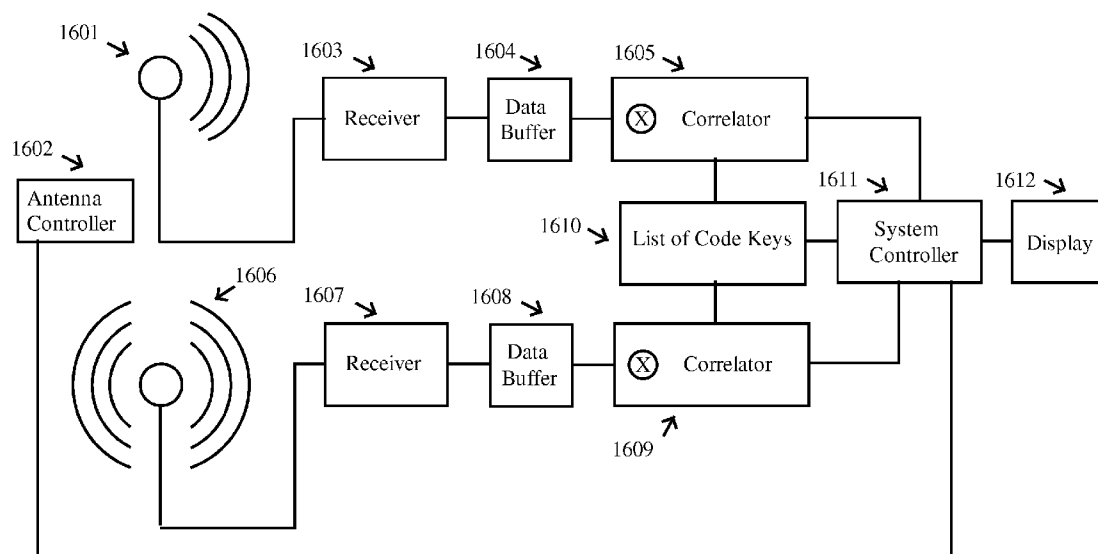 1601
1602
Antenna
Controller
1603
Receiver
1604
Data
Buffer
1605
X
Correlator
1610
List of Code Keys
1611
System
Controller
1612
Display
1606
1607
Receiver
1608
Data
Buffer
X
Correlator
1609